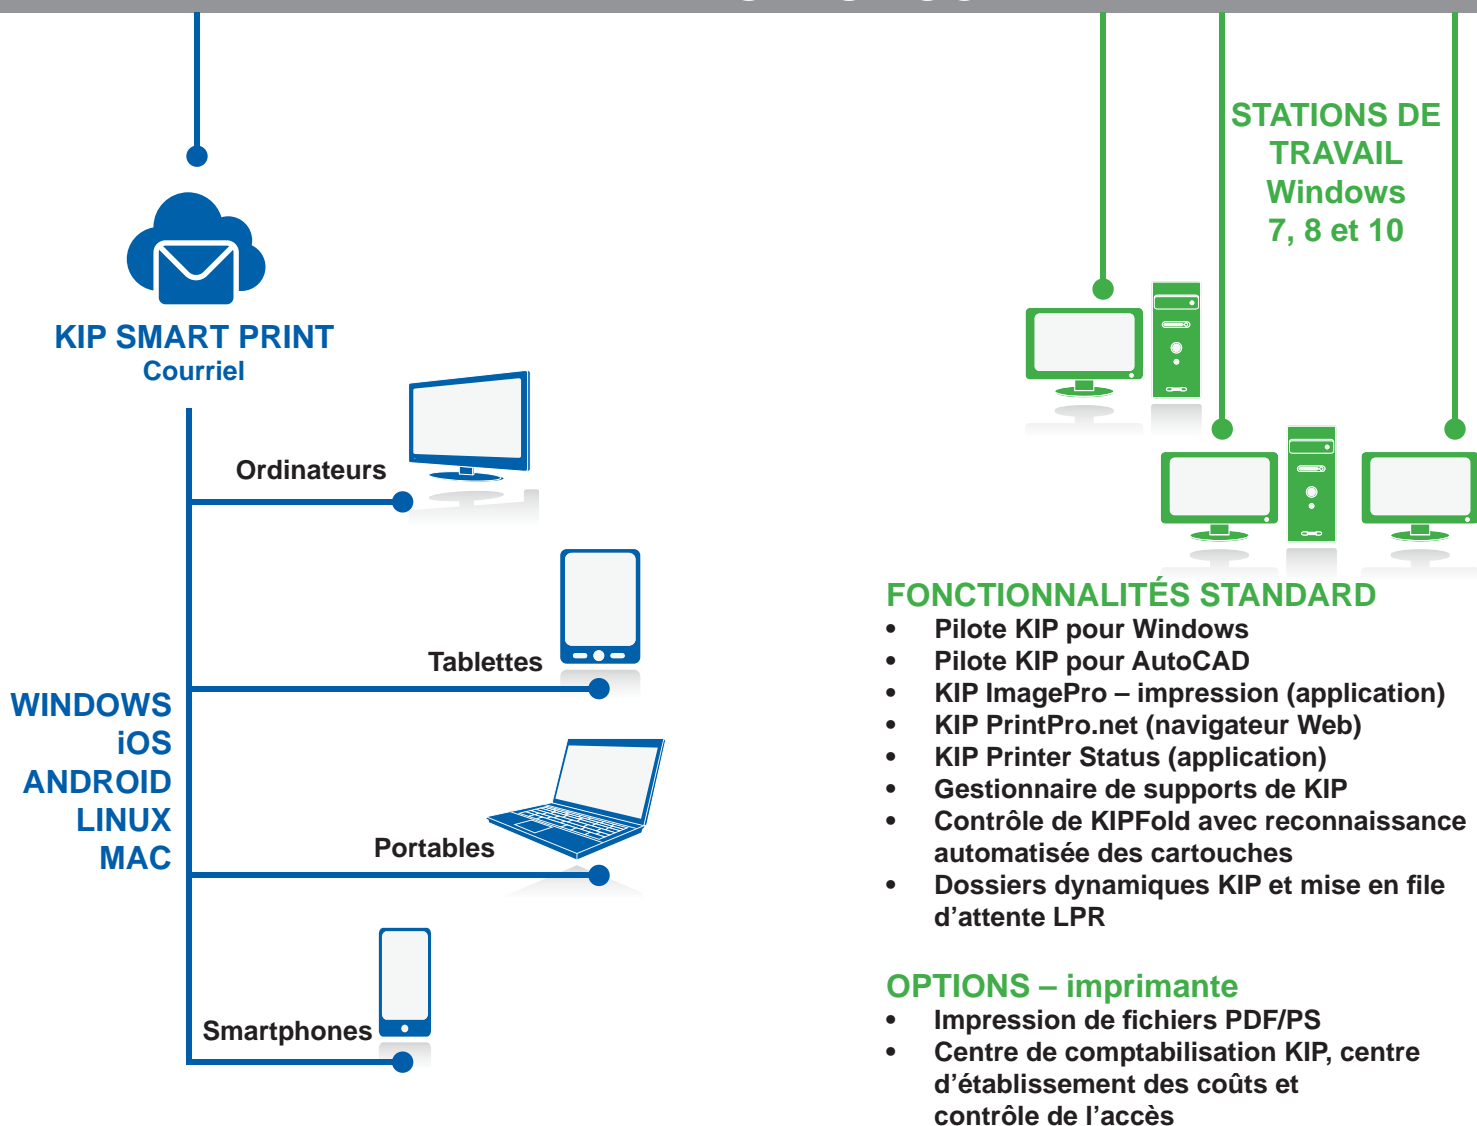 KIP SMART PRINT
Courriel
Ordinateurs
Tablettes
WINDOWS
iOS
ANDROID
LINUX
MAC
Portables
Smartphones
STATIONS DE
TRAVAIL
Windows
7, 8 et 10
FONCTIONNALITÉS STANDARD
• Pilote KIP pour Windows
• Pilote KIP pour AutoCAD
• KIP ImagePro – impression (application)
• KIP PrintPro.net (navigateur Web)
• KIP Printer Status (application)
• Gestionnaire de supports de KIP
• Contrôle de KIPFold avec reconnaissance
automatisée des cartouches
• Dossiers dynamiques KIP et mise en file
d’attente LPR
OPTIONS – imprimante
• Impression de fichiers PDF/PS
• Centre de comptabilisation KIP, centre
d’établissement des coûts et
contrôle de l’accès